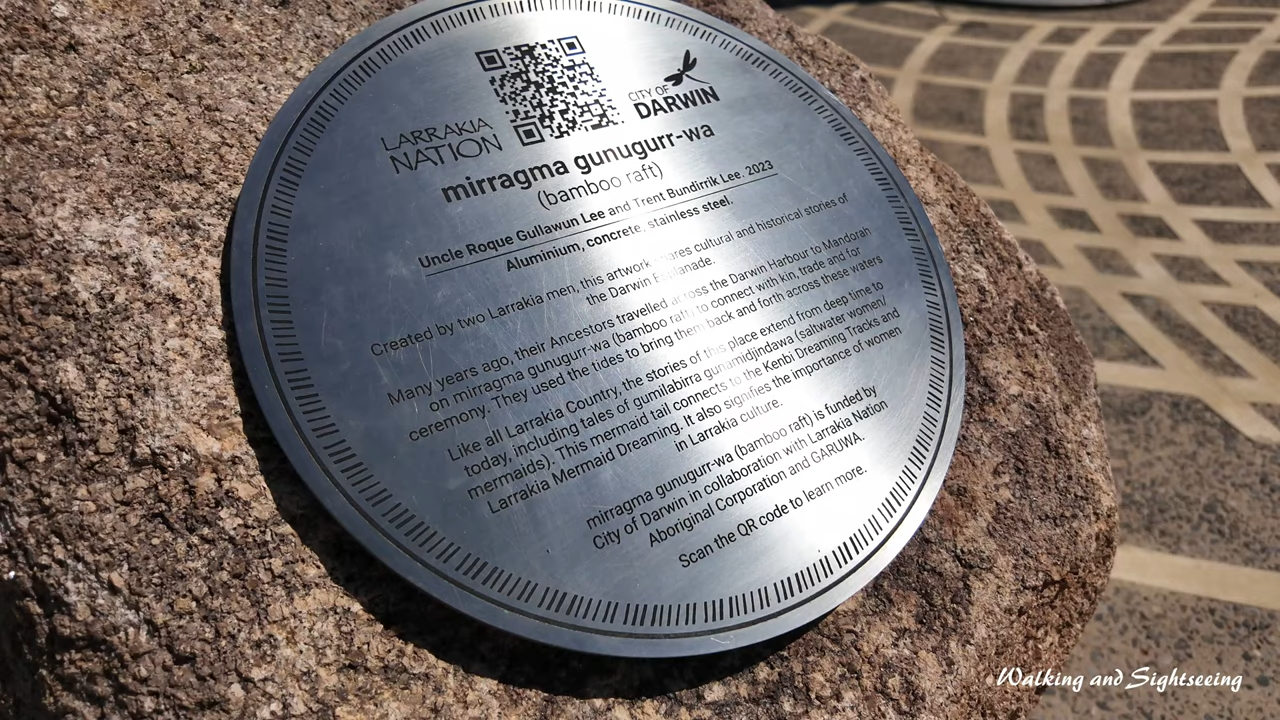 LARRAKIA
NATION
CITY OF
DARWIN
mirragma gunugurr-wa
(bamboo raft)
Uncle Roque Gullawun Lee and Trent Bundirrik Lee. 2023
Aluminium, concrete, stainless steel.
Created by two Larrakia men, this artwork shares cultural and historical stories of
the Darwin Esplanade.
Many years ago, their Ancestors travelled across the Darwin Harbour to Mandorah
on mirragma gunugurr-wa (bamboo raft) to connect with kin, trade and for
ceremony. They used the tides to bring them back and forth across these waters
Like all Larrakia Country, the stories of this place extend from deep time to
today, including tales of gumilabirra gunamidjindawa (saltwater women/
mermaids). This mermaid tail connects to the Kenbi Dreaming Tracks and
Larrakia Mermaid Dreaming. It also signifies the importance of women
in Larrakia culture.
mirragma gunugurr-wa (bamboo raft) is funded by
City of Darwin in collaboration with Larrakia Nation
Aboriginal Corporation and GARUWA.
Scan the QR code to learn more.
Walking and Sightseeing